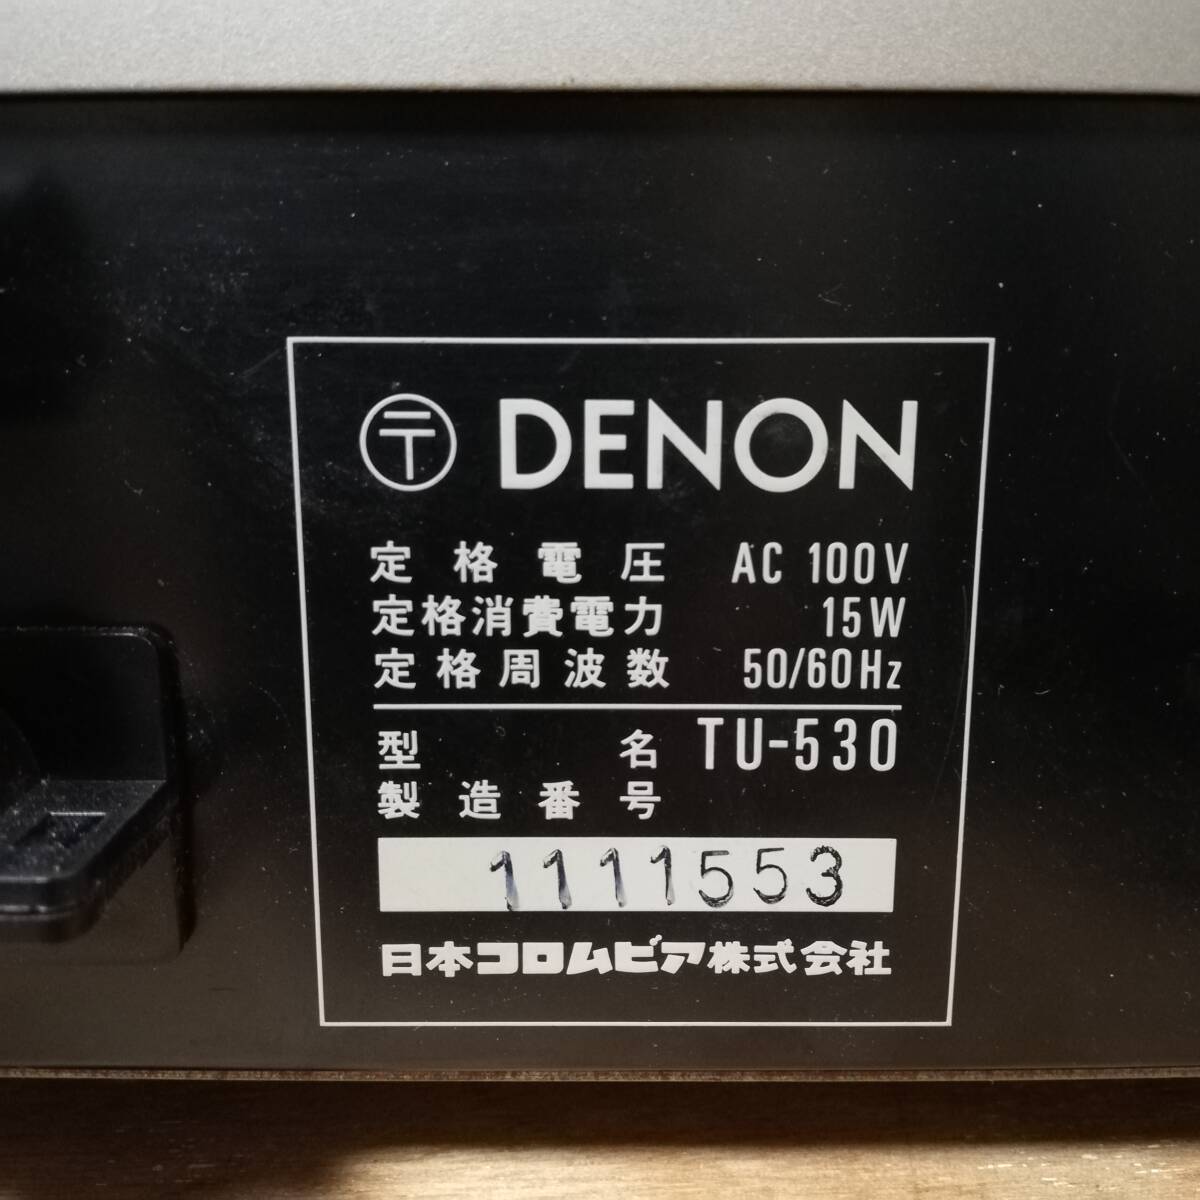 〒 DENON
定格電圧 AC 100V
定格消費電力 15W
定格周波数 50/60Hz
型名 TU-530
製造番号
1111553
日本コロムビア株式会社